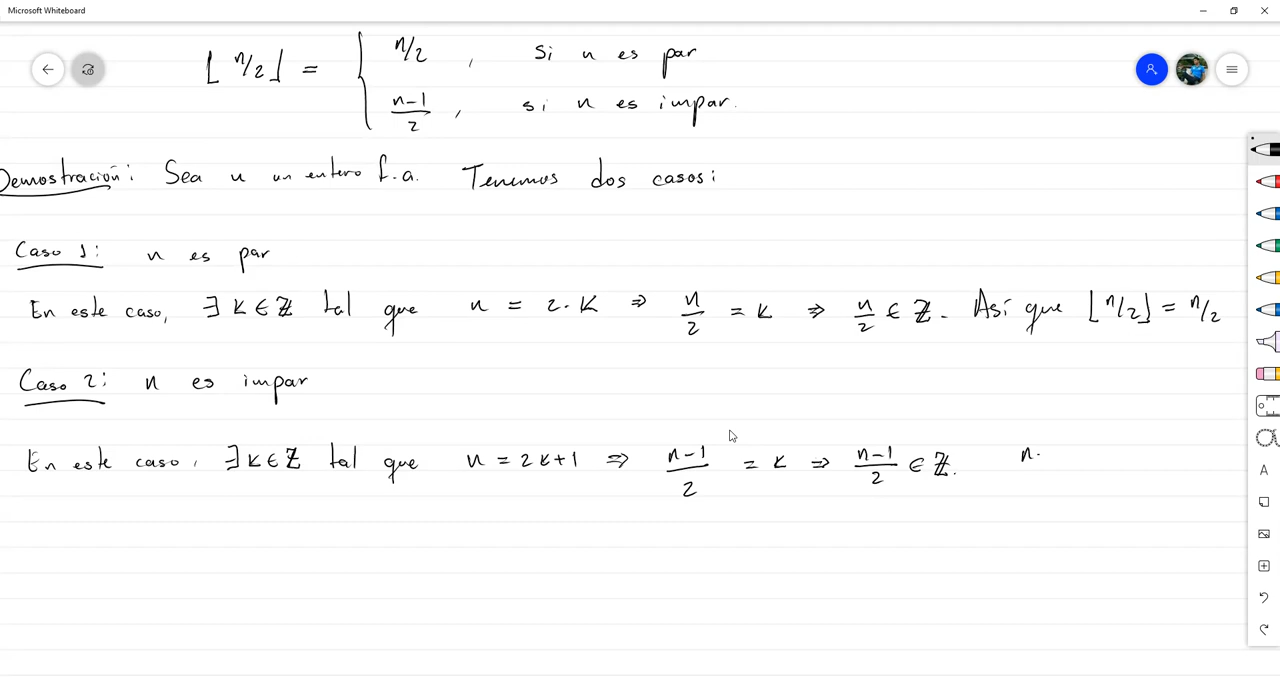 Microsoft Whiteboard
⌊n/2⌋ = { n/2 , si n es par
n-1/2 , si n es impar.
Demostración: Sea n un entero f.a. Tenemos dos casos:
Caso 1: n es par
En este caso, ∃ k ∈ ℤ tal que n = 2·k ⇒ n/2 = k ⇒ n/2 ∈ ℤ. Así que ⌊n/2⌋ = n/2
Caso 2: n es impar
En este caso, ∃ k ∈ ℤ tal que n = 2k+1 ⇒ n-1/2 = k ⇒ n-1/2 ∈ ℤ. n-
A